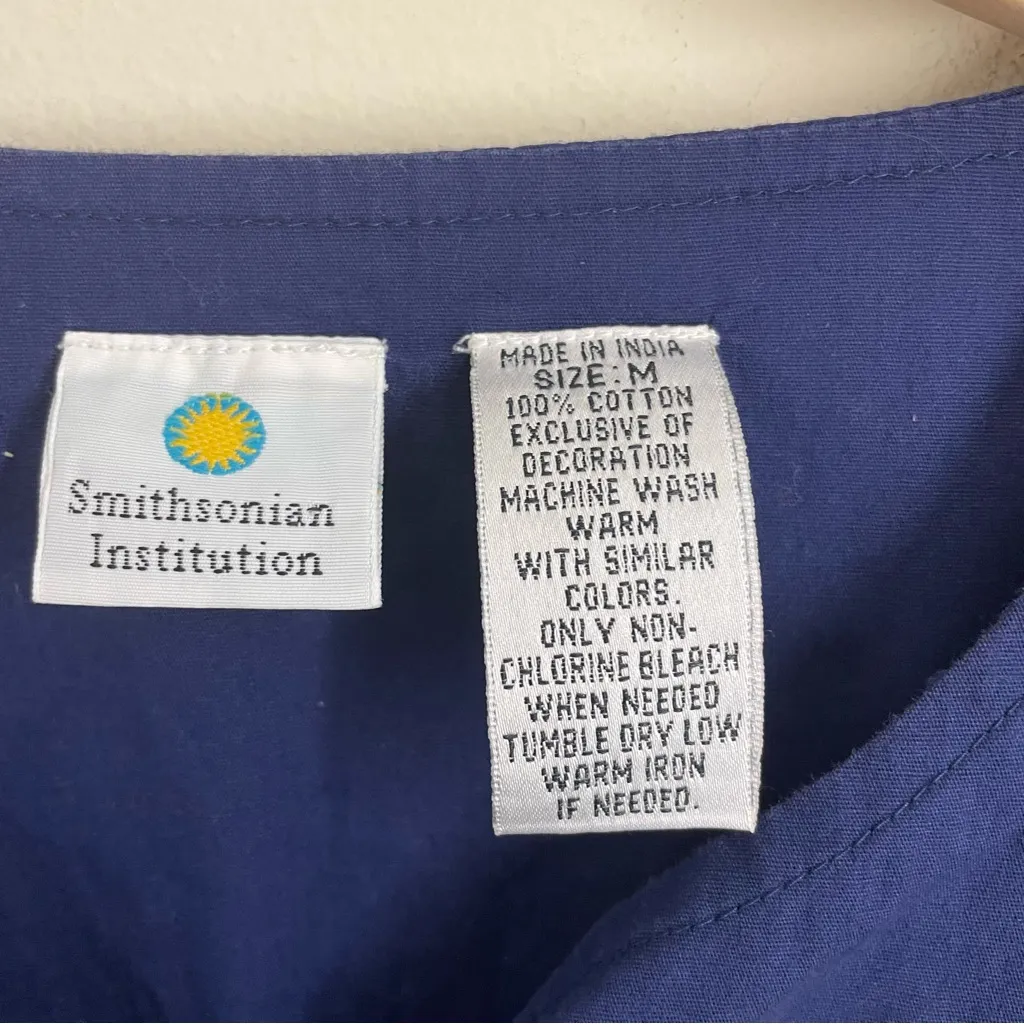 Smithsonian
Institution
MADE IN INDIA
SIZE: M
100% COTTON
EXCLUSIVE OF
DECORATION
MACHINE WASH
WARM
WITH SIMILAR
COLORS.
ONLY NON-
CHLORINE BLEACH
WHEN NEEDED
TUMBLE DRY LOW
WARM IRON
IF NEEDED.